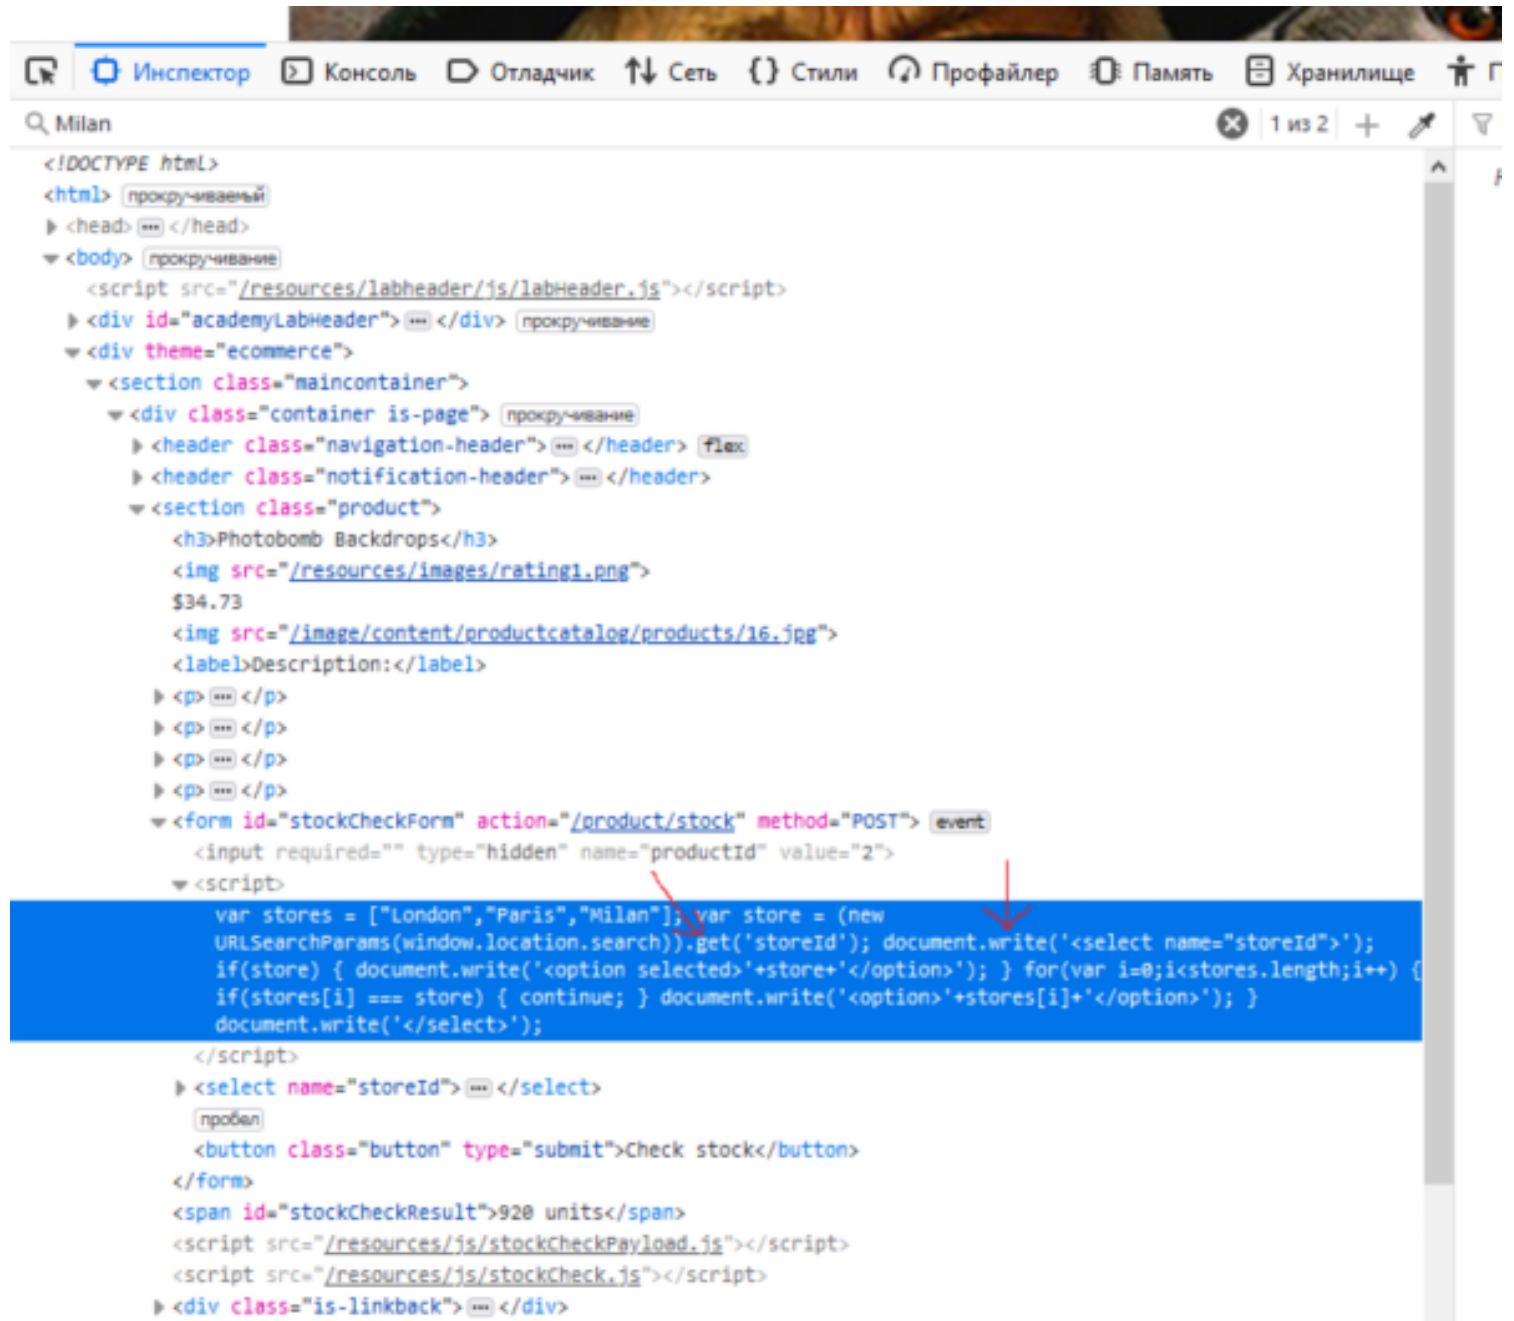 Инспектор Консоль Отладчик Сеть {} Стили Профайлер Память Хранилище
Milan 1 из 2 +
<!DOCTYPE html>
<html> прокручиваемый
<head> ••• </head>
<body> прокручивание
<script src="/resources/labheader/js/labHeader.js"></script>
<div id="academyLabHeader"> ••• </div> прокручивание
<div theme="ecommerce">
<section class="maincontainer">
<div class="container is-page"> прокручивание
<header class="navigation-header"> ••• </header> flex
<header class="notification-header"> ••• </header>
<section class="product">
<h3>Photobomb Backdrops</h3>
<img src="/resources/images/rating1.png">
$34.73
<img src="/image/content/productcatalog/products/16.jpg">
<label>Description:</label>
<p> ••• </p>
<p> ••• </p>
<p> ••• </p>
<p> ••• </p>
<form id="stockCheckForm" action="/product/stock" method="POST"> event
<input required="" type="hidden" name="productId" value="2">
<script>
var stores = ["London","Paris","Milan"]; var store = (new
URLSearchParams(window.location.search)).get('storeId'); document.write('<select name="storeId">');
if(store) { document.write('<option selected>'+store+'</option>'); } for(var i=0;i<stores.length;i++) {
if(stores[i] === store) { continue; } document.write('<option>'+stores[i]+'</option>'); }
document.write('</select>');
</script>
<select name="storeId"> ••• </select>
пробел
<button class="button" type="submit">Check stock</button>
</form>
<span id="stockCheckResult">920 units</span>
<script src="/resources/js/stockCheckPayload.js"></script>
<script src="/resources/js/stockCheck.js"></script>
<div class="is-linkback"> ••• </div>